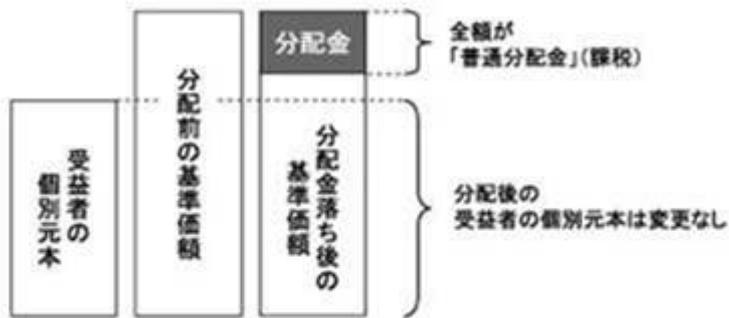 受益者の
個別元本
分配前の基準価額
分配金
分配金落ち後の
基準価額
全額が
「普通分配金」(課税)
分配後の
受益者の個別元本は変更なし